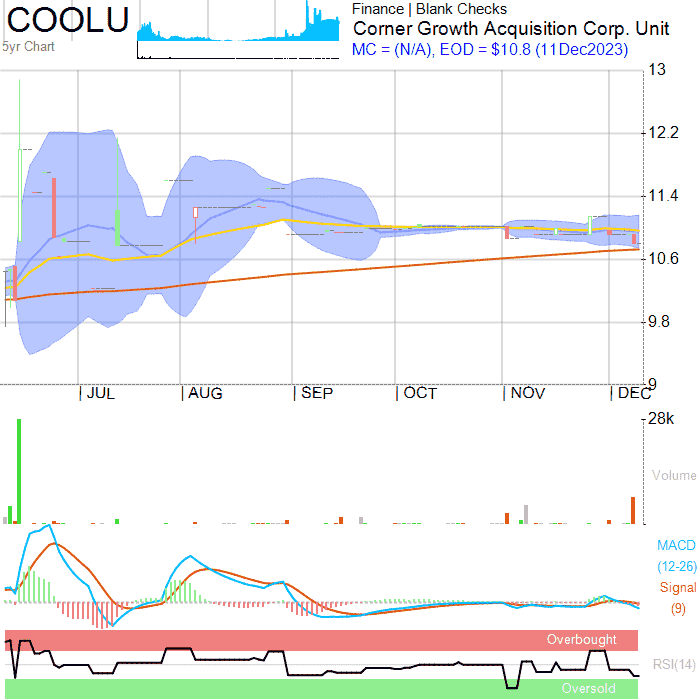 COOLU
5yr Chart
Finance | Blank Checks
Corner Growth Acquisition Corp. Unit
MC = (N/A), EOD = $10.8 (11Dec2023)
13
12.2
11.4
10.6
9.8
9
| JUL
| AUG
| SEP
| OCT
| NOV
| DEC
28k
Volume
MACD
(12-26)
Signal
(9)
Overbought
RSI(14)
Oversold